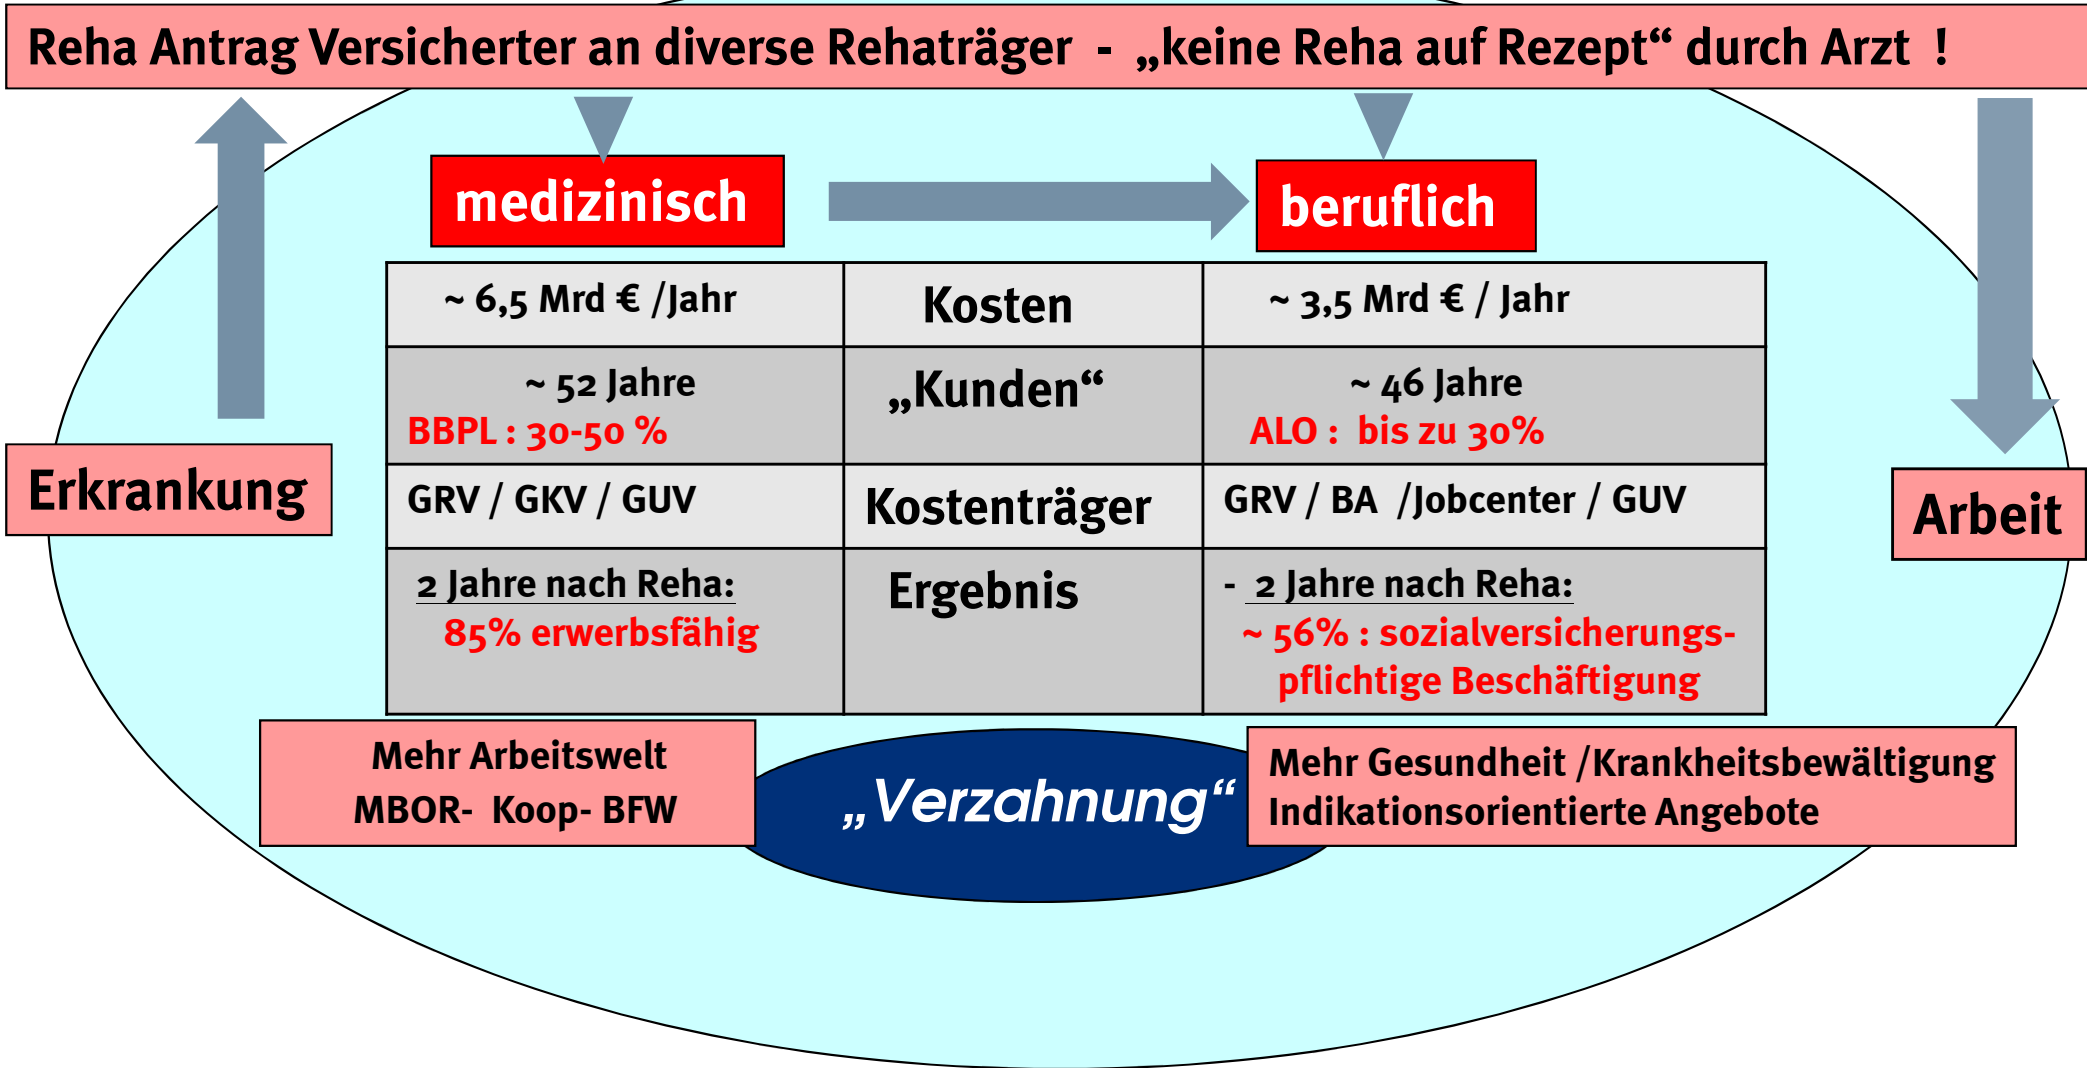 Reha Antrag Versicherter an diverse Rehaträger - „keine Reha auf Rezept“ durch Arzt !
medizinisch
beruflich
~ 6,5 Mrd € /Jahr
Kosten
~ 3,5 Mrd € / Jahr
~ 52 Jahre
BBPL : 30-50 %
„Kunden“
~ 46 Jahre
ALO : bis zu 30%
Erkrankung
GRV / GKV / GUV
Kostenträger
GRV / BA /Jobcenter / GUV
Arbeit
2 Jahre nach Reha:
85% erwerbsfähig
Ergebnis
- 2 Jahre nach Reha:
~ 56% : sozialversicherungs-
pflichtige Beschäftigung
Mehr Arbeitswelt
MBOR- Koop- BFW
„Verzahnung“
Mehr Gesundheit /Krankheitsbewältigung
Indikationsorientierte Angebote